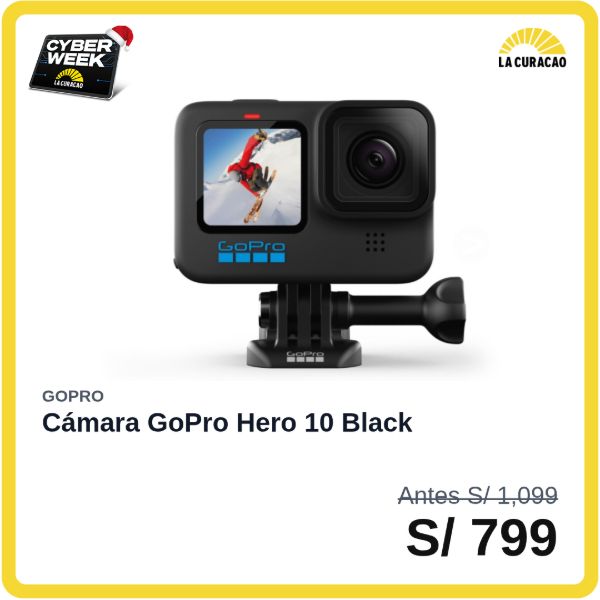 CYBER
WEEK
LA CURACAO
LA CURACAO
GoPro
GoPro
GOPRO
Cámara GoPro Hero 10 Black
Antes S/ 1,099
S/ 799